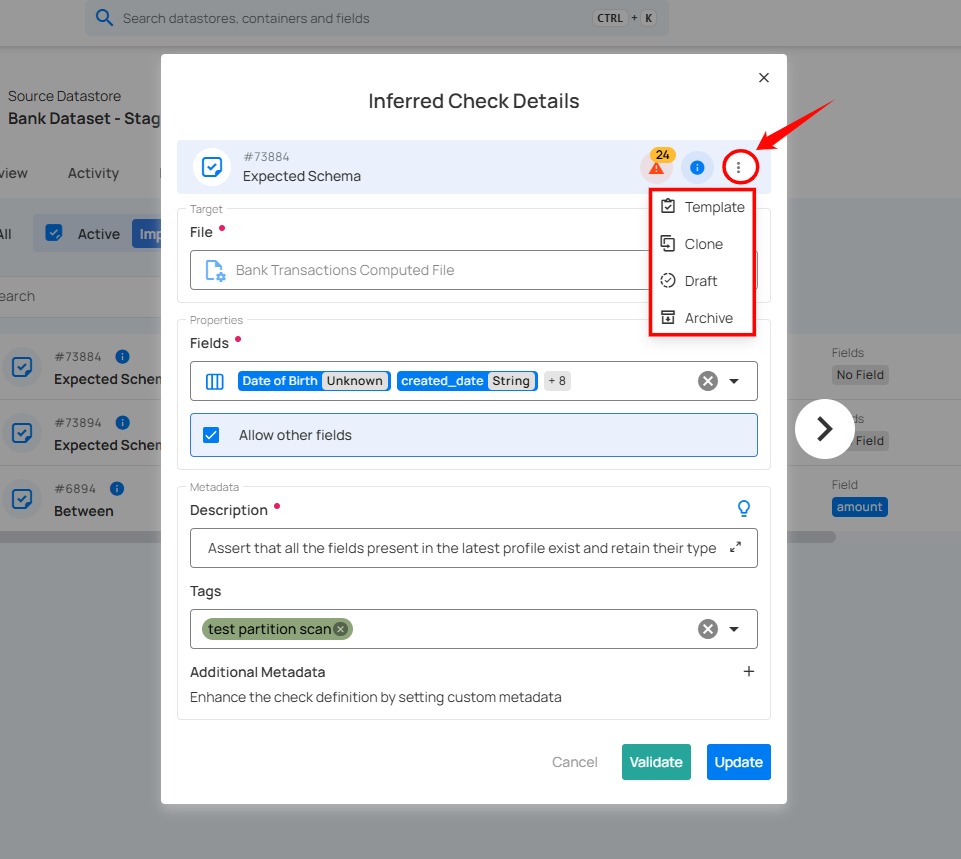 Search datastores, containers and fields CTRL + K
Source Datastore
Bank Dataset - Stag
view Activity
All Active Imp
earch
#73884
Expected Schem
#73894
Expected Schem
#6894
Between
Inferred Check Details
#73884
Expected Schema
24
Template
Clone
Draft
Archive
Target
File
Bank Transactions Computed File
Properties
Fields
Date of Birth Unknown created_date String + 8
Allow other fields
Metadata
Description
Assert that all the fields present in the latest profile exist and retain their type
Tags
test partition scan
Additional Metadata
Enhance the check definition by setting custom metadata
Cancel Validate Update
Fields
No Field
ds
Field
Field
amount